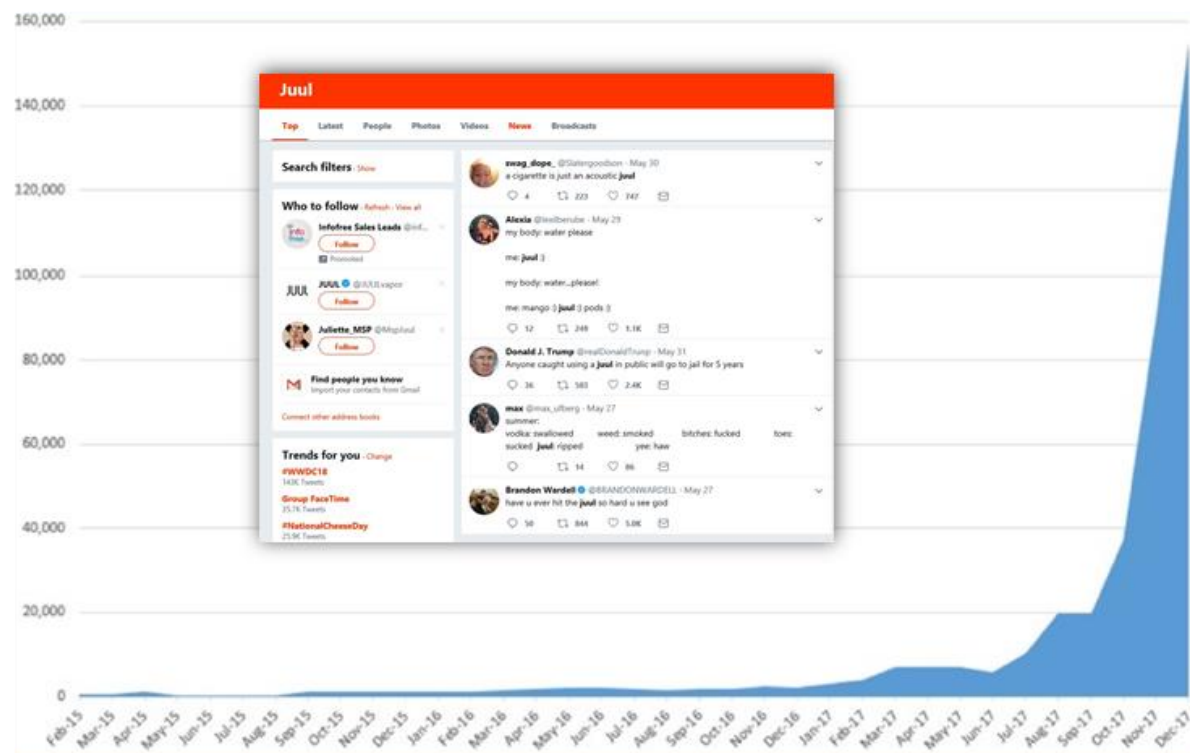 160,000
140,000
120,000
100,000
80,000
60,000
40,000
20,000
0
Juul
Top Latest People Photos Videos News Broadcasts
Search filters · Show
Who to follow · Refresh · View all
Infofree Sales Leads @inf...
Follow
Promoted
JUUL
JUUL @JUULvapor
Follow
Juliette_MSP @MspJuul
Follow
Find people you know
Import your contacts from Gmail
Connect other address books
Trends for you · Change
#WWDC18
Group FaceTime
35.7K Tweets
#NationalCheeseDay
25.9K Tweets
swag_dope_ @Slatergoodson · May 30
a cigarette is just an acoustic juul
4 223 747
Alexia @lexilberube · May 29
my body: water please
me: juul :)
my body: water...please!
me: mango :) juul :) pods :)
12 249 1.1K
Donald J. Trump @realDonaldTrump · May 31
Anyone caught using a juul in public will go to jail for 5 years
36 583 2.4K
max @max_ulberg · May 27
summer:
vodka: swallowed weed: smoked bitches: fucked toes:
sucked juul: ripped yee: haw
14 86
Brandon Wardell @BRANDONWARDELL · May 27
have u ever hit the juul so hard u see god
50 844 5.0K
Feb-15 Mar-15 Apr-15 May-15 Jun-15 Jul-15 Aug-15 Sep-15 Oct-15 Nov-15 Dec-15 Jan-16 Feb-16 Mar-16 Apr-16 May-16 Jun-16 Jul-16 Aug-16 Sep-16 Oct-16 Nov-16 Dec-16 Jan-17 Feb-17 Mar-17 Apr-17 May-17 Jun-17 Jul-17 Aug-17 Sep-17 Oct-17 Nov-17 Dec-17